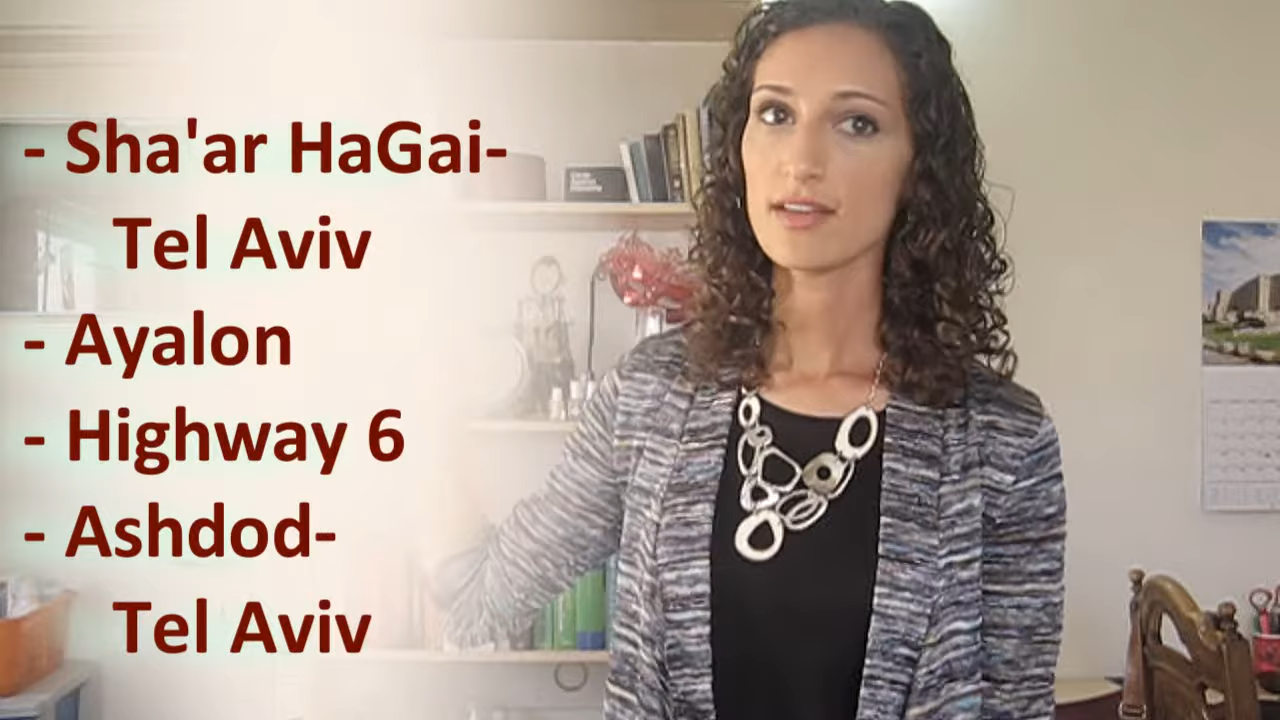 - Sha'ar HaGai-
Tel Aviv
- Ayalon
- Highway 6
- Ashdod-
Tel Aviv